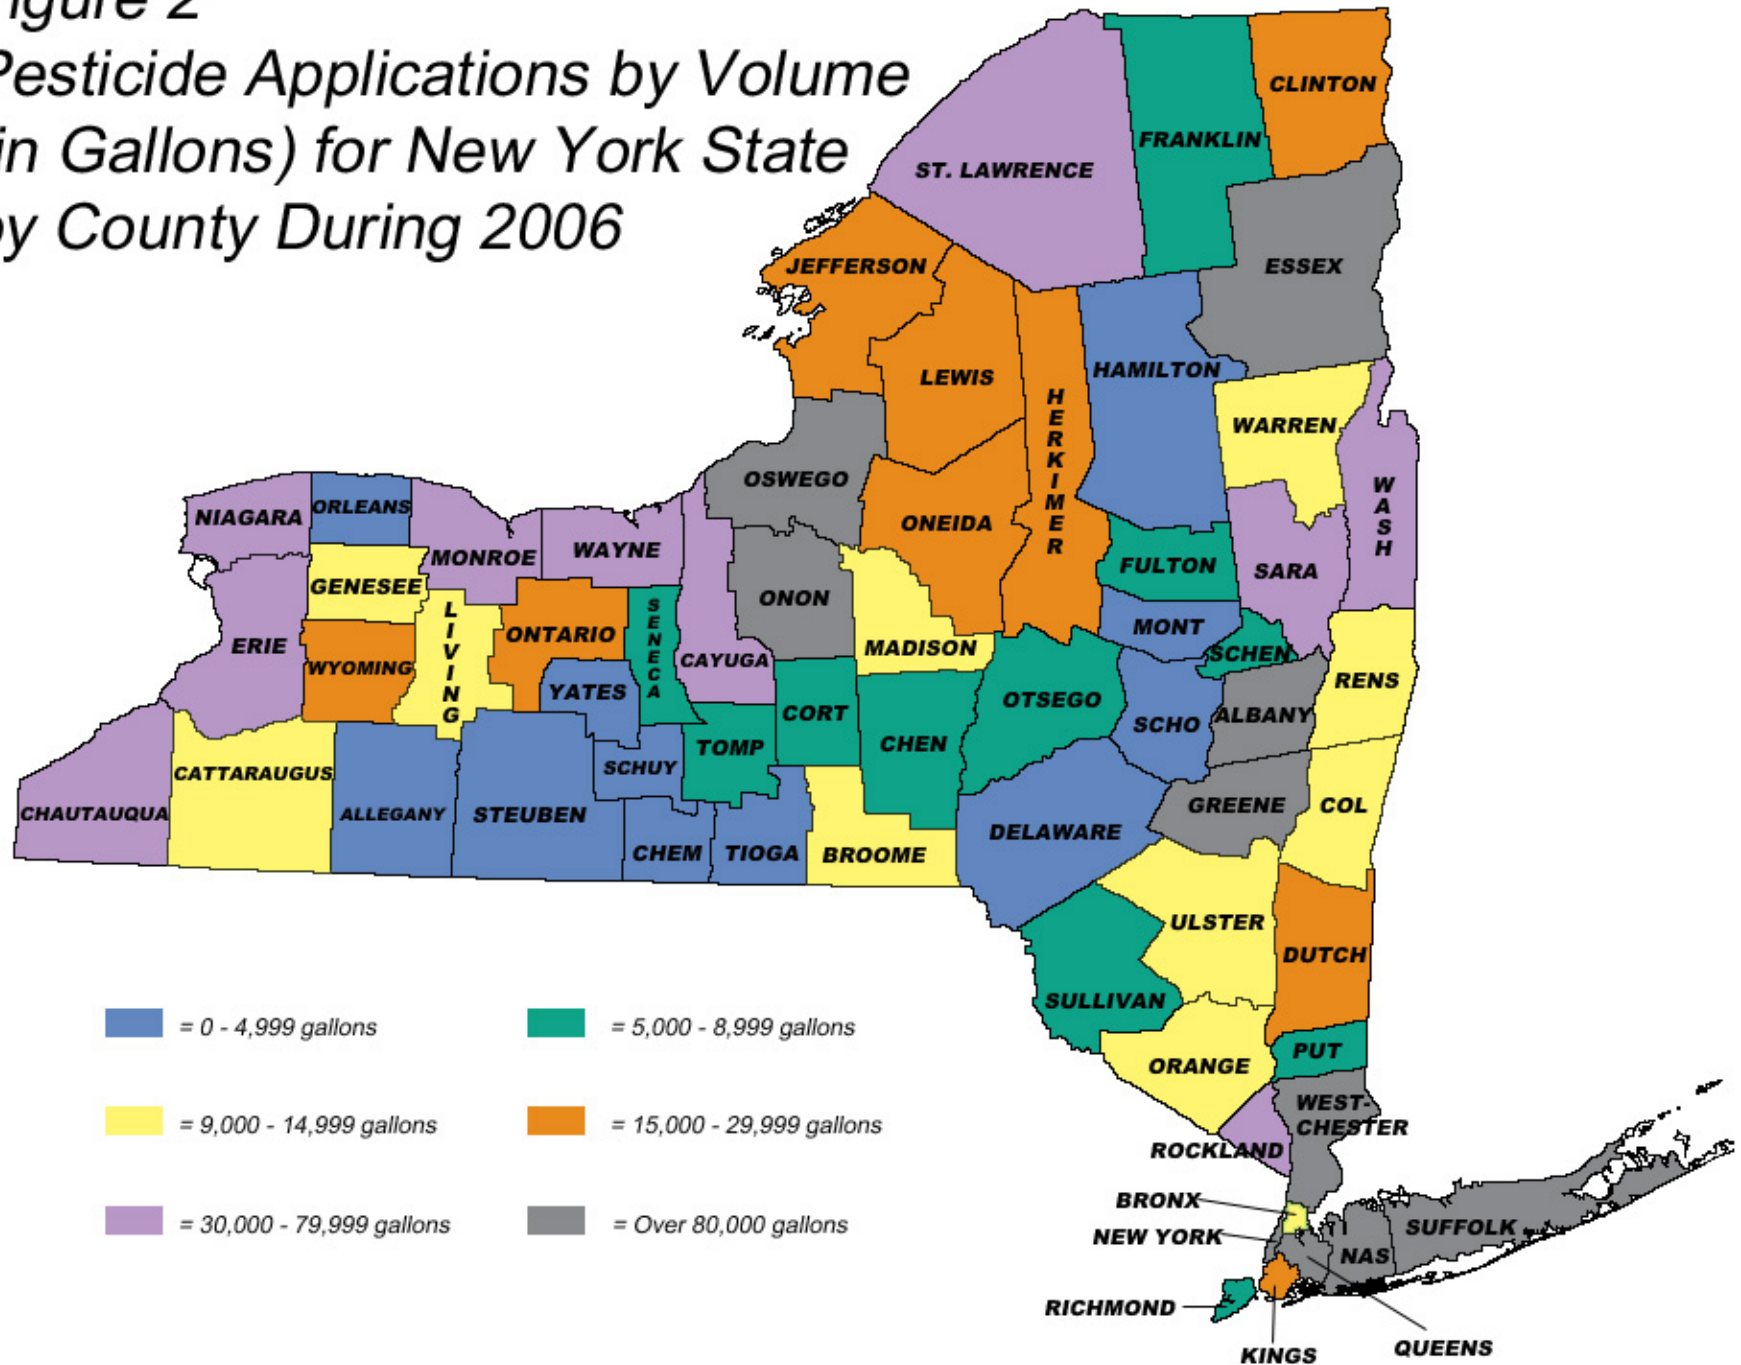 igure 2
Pesticide Applications by Volume
in Gallons) for New York State
by County During 2006
CLINTON
FRANKLIN
ST. LAWRENCE
ESSEX
JEFFERSON
LEWIS
HERKIMER
HAMILTON
WARREN
WASH
OSWEGO
ONEIDA
NIAGARA
ORLEANS
MONROE
WAYNE
FULTON
SARA
GENESEE
LIVING
ONTARIO
SENECA
ONON
MADISON
MONT
SCHEN
ERIE
WYOMING
YATES
CAYUGA
CORT
CHEN
OTSEGO
SCHO
ALBANY
RENS
CHAUTAUQUA
CATTARAUGUS
ALLEGANY
STEUBEN
SCHUY
TOMP
CHEM
TIOGA
BROOME
DELAWARE
GREENE
COL
ULSTER
DUTCH
SULLIVAN
ORANGE
PUT
WEST-
CHESTER
ROCKLAND
BRONX
NEW YORK
SUFFOLK
NAS
RICHMOND
KINGS
QUEENS
= 0 - 4,999 gallons
= 5,000 - 8,999 gallons
= 9,000 - 14,999 gallons
= 15,000 - 29,999 gallons
= 30,000 - 79,999 gallons
= Over 80,000 gallons